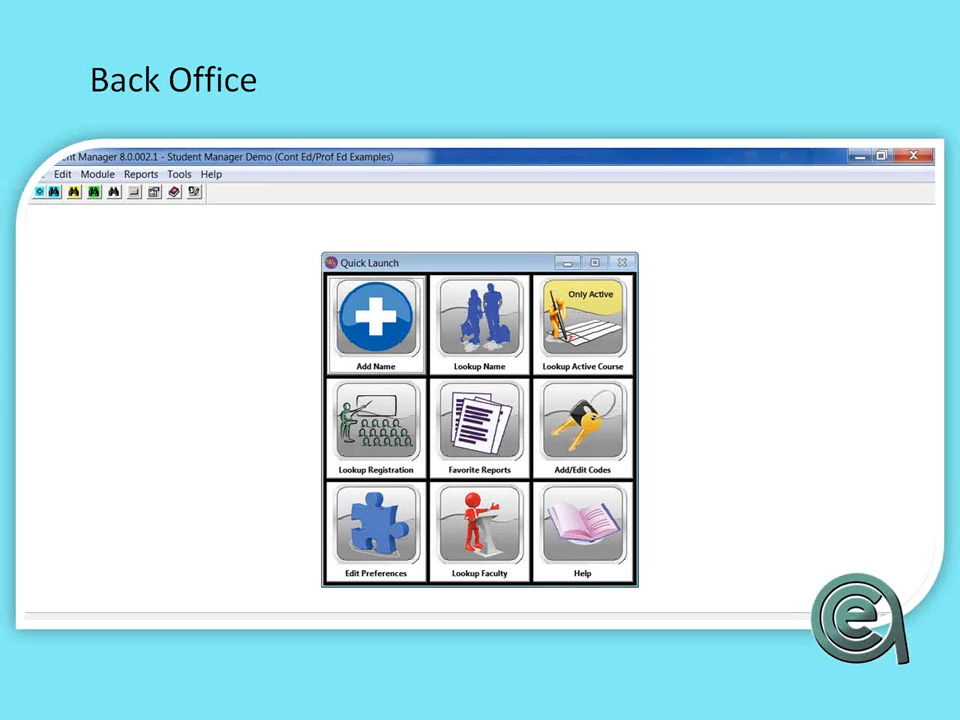 Back Office
ent Manager 8.0.002.1 - Student Manager Demo (Cont Ed/Prof Ed Examples)
Edit Module Reports Tools Help
Quick Launch
Only Active
Add Name Lookup Name Lookup Active Course
Lookup Registration Favorite Reports Add/Edit Codes
Edit Preferences Lookup Faculty Help